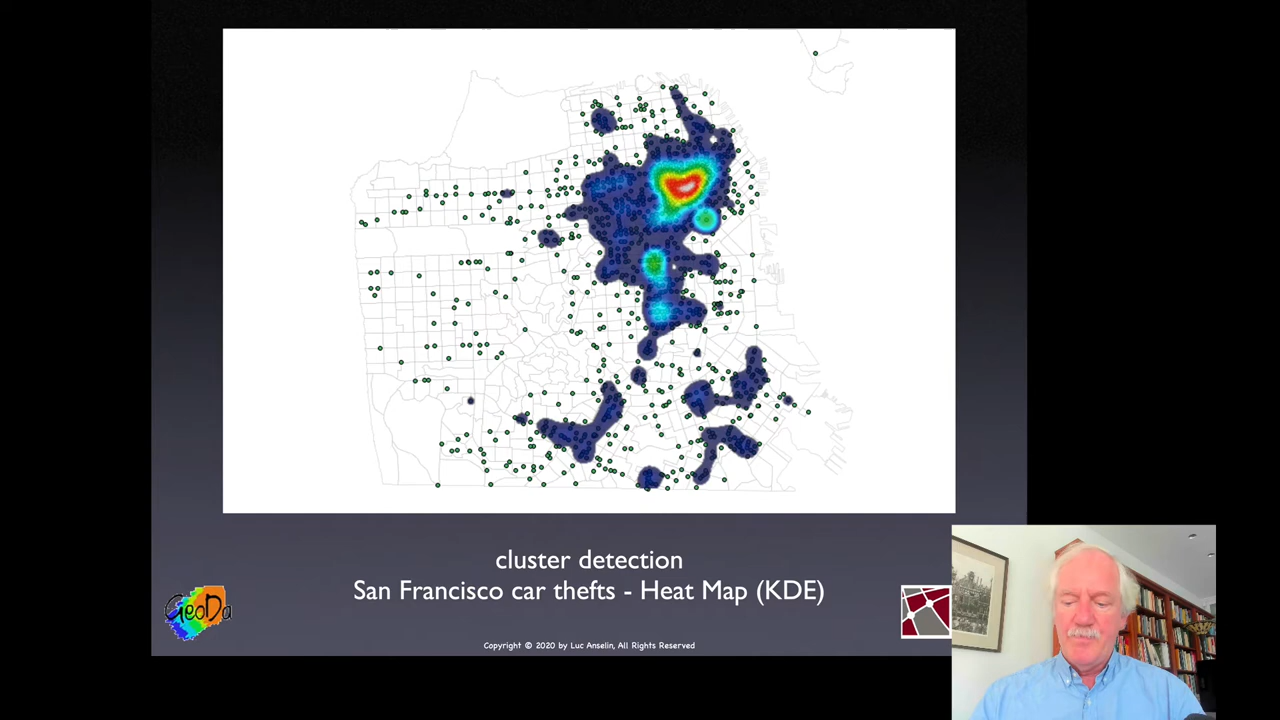 cluster detection
San Francisco car thefts - Heat Map (KDE)
GeoDa
Copyright © 2020 by Luc Anselin, All Rights Reserved